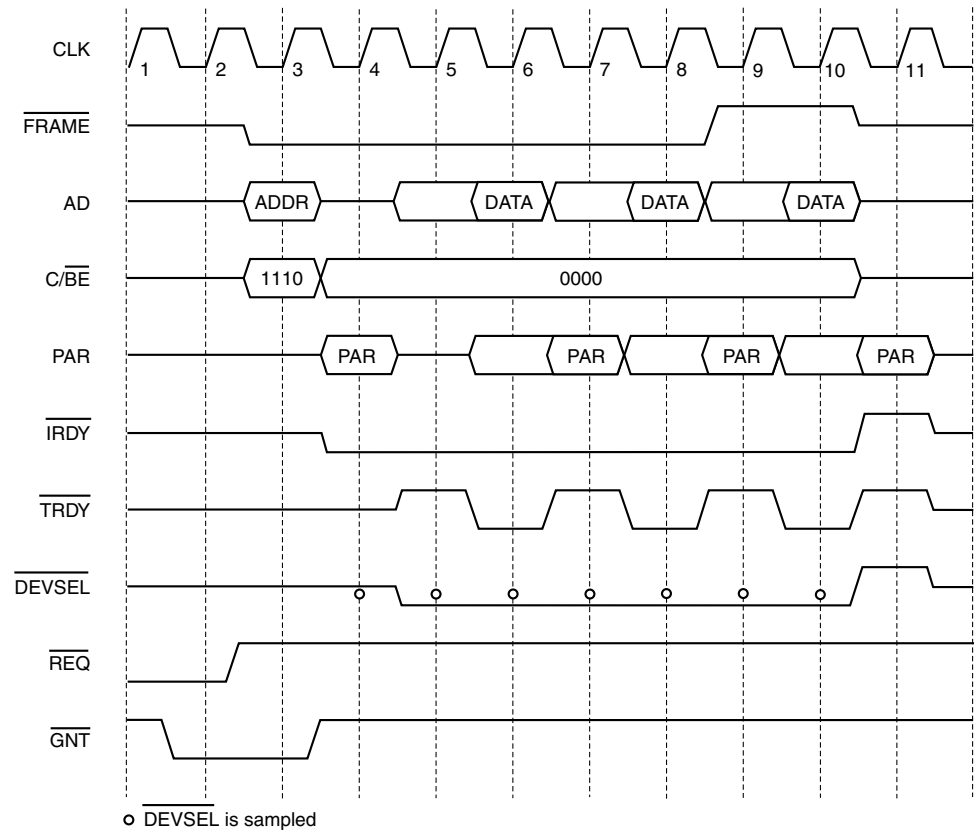 CLK
1 2 3 4 5 6 7 8 9 10 11
FRAME
AD
ADDR DATA DATA DATA
C/BE
1110 0000
PAR
PAR PAR PAR PAR
IRDY
TRDY
DEVSEL
REQ
GNT
DEVSEL is sampled